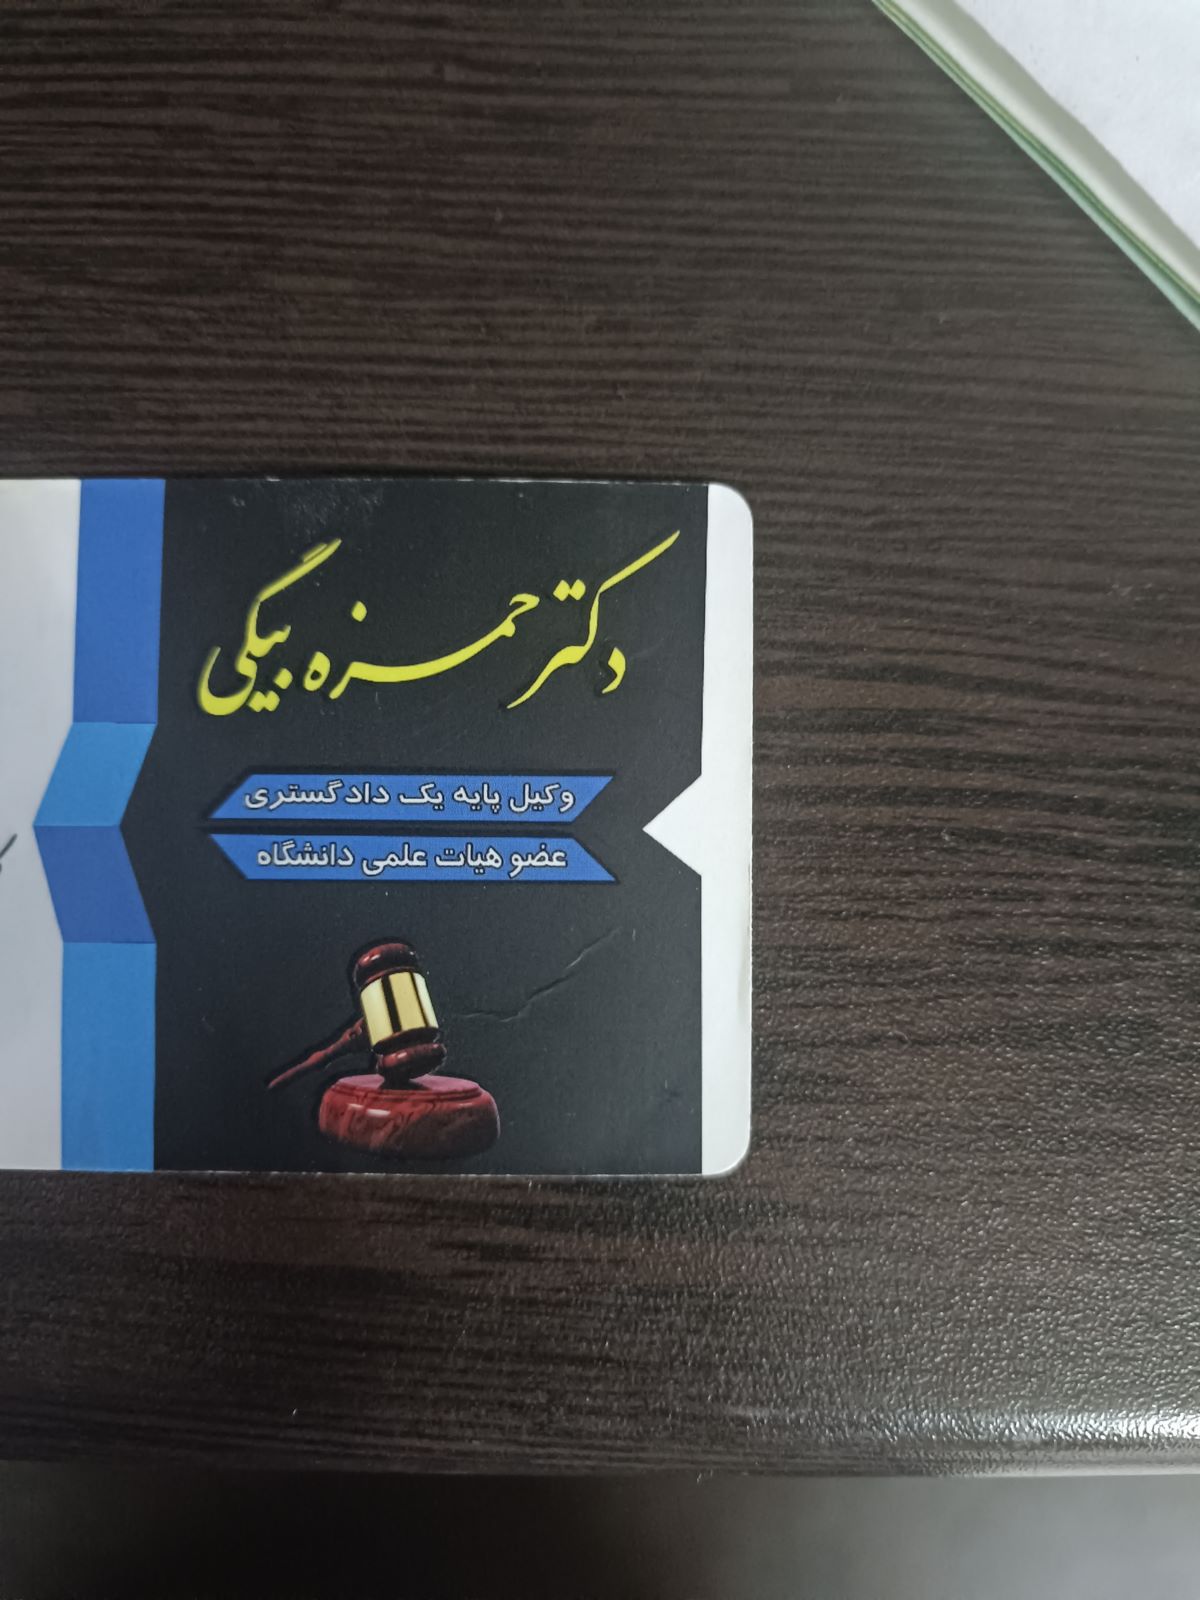 دکتر حمزه بیگی
وکیل پایه یک دادگستری
عضو هیات علمی دانشگاه